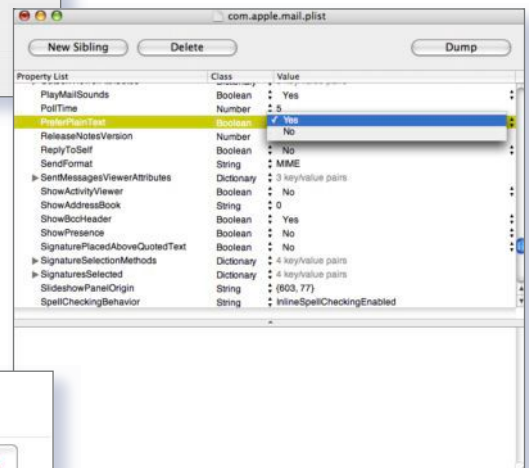 com.apple.mail.plist
New Sibling Delete Dump
Property List Class Value
PlayMailSounds Boolean Yes
PollTime Number 5
PreferPlainText Boolean Yes
No
ReleaseNotesVersion Number
ReplyToSelf Boolean No
SendFormat String MIME
SentMessagesViewerAttributes Dictionary 3 key/value pairs
ShowActivityViewer Boolean No
ShowAddressBook String 0
ShowBccHeader Boolean Yes
ShowPresence Boolean No
SignaturePlacedAboveQuotedText Boolean No
SignatureSelectionMethods Dictionary 4 key/value pairs
SignaturesSelected Dictionary 4 key/value pairs
SlideshowPanelOrigin String {603, 77}
SpellCheckingBehavior String InlineSpellCheckingEnabled